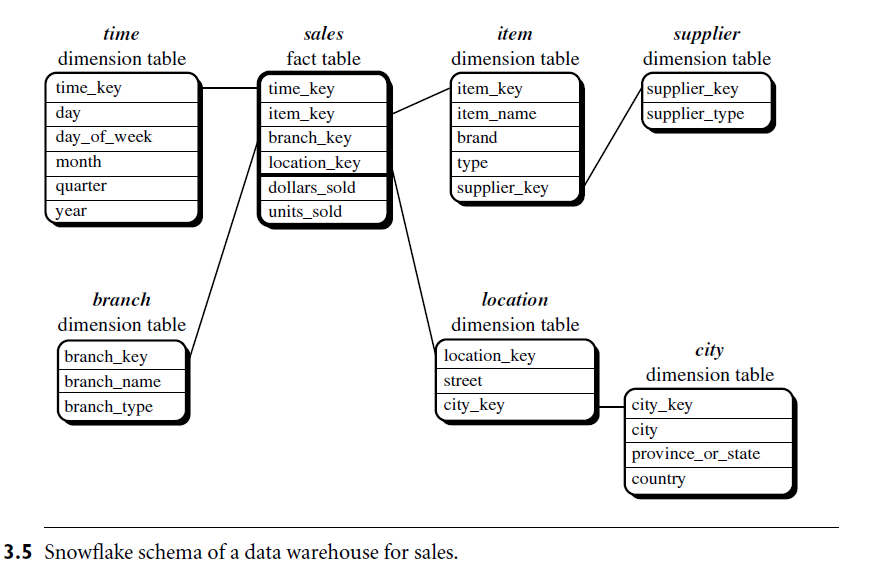 time
dimension table
time_key
day
day_of_week
month
quarter
year
sales
fact table
time_key
item_key
branch_key
location_key
dollars_sold
units_sold
item
dimension table
item_key
item_name
brand
type
supplier_key
supplier
dimension table
supplier_key
supplier_type
branch
dimension table
branch_key
branch_name
branch_type
location
dimension table
location_key
street
city_key
city
dimension table
city_key
city
province_or_state
country
3.5 Snowflake schema of a data warehouse for sales.